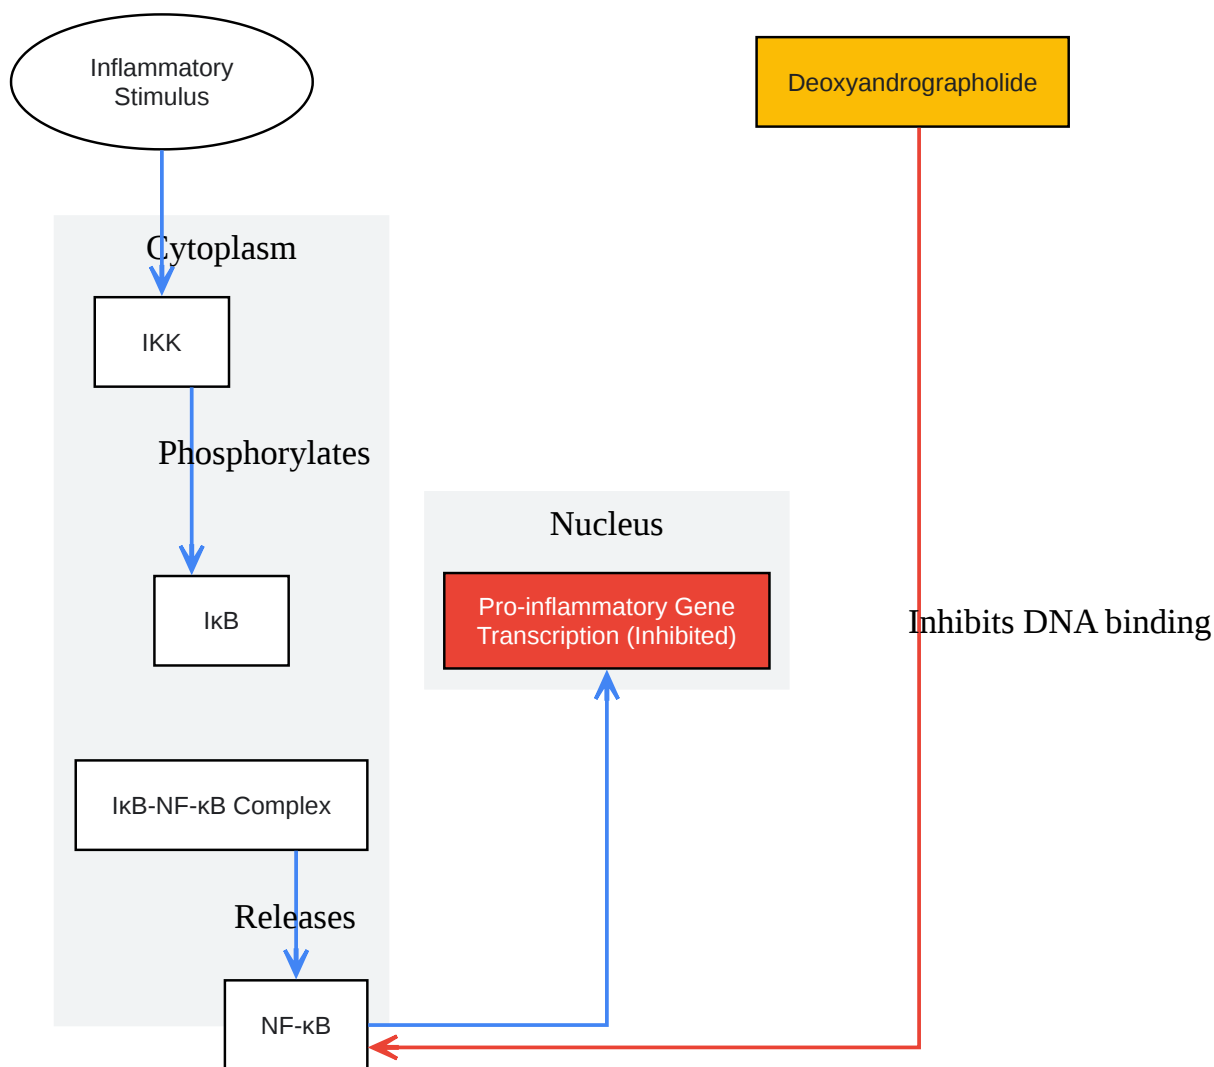 Inflammatory
Stimulus
Deoxyandrographolide
Cytoplasm
IKK
Phosphorylates
Nucleus
Pro-inflammatory Gene
Transcription (Inhibited)
IκB
Inhibits DNA binding
IκB-NF-κB Complex
Releases
NF-κB